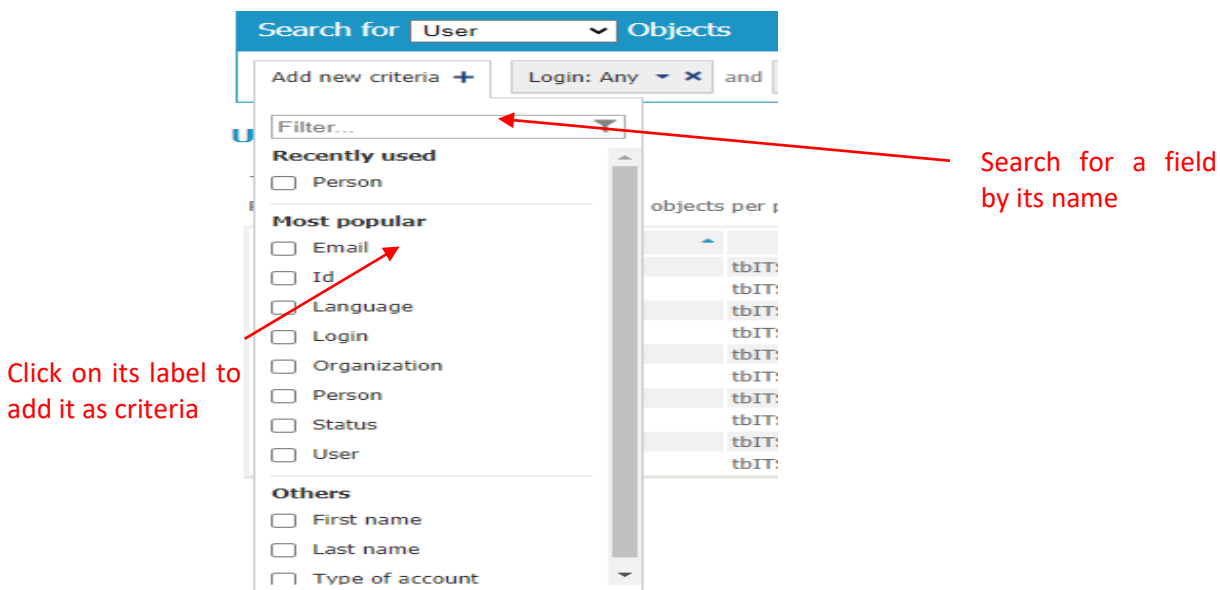 Search for User Objects
Add new criteria + Login: Any and
Filter...
U
Recently used
Person
objects per p
Most popular
Email
Id
Language
Login
Organization
Person
Status
User
Others
First name
Last name
Type of account
tbITS
tbITS
tbITS
tbITS
tbITS
tbITS
tbITS
tbITS
tbITS
tbITS
Search for a field
by its name
Click on its label to
add it as criteria